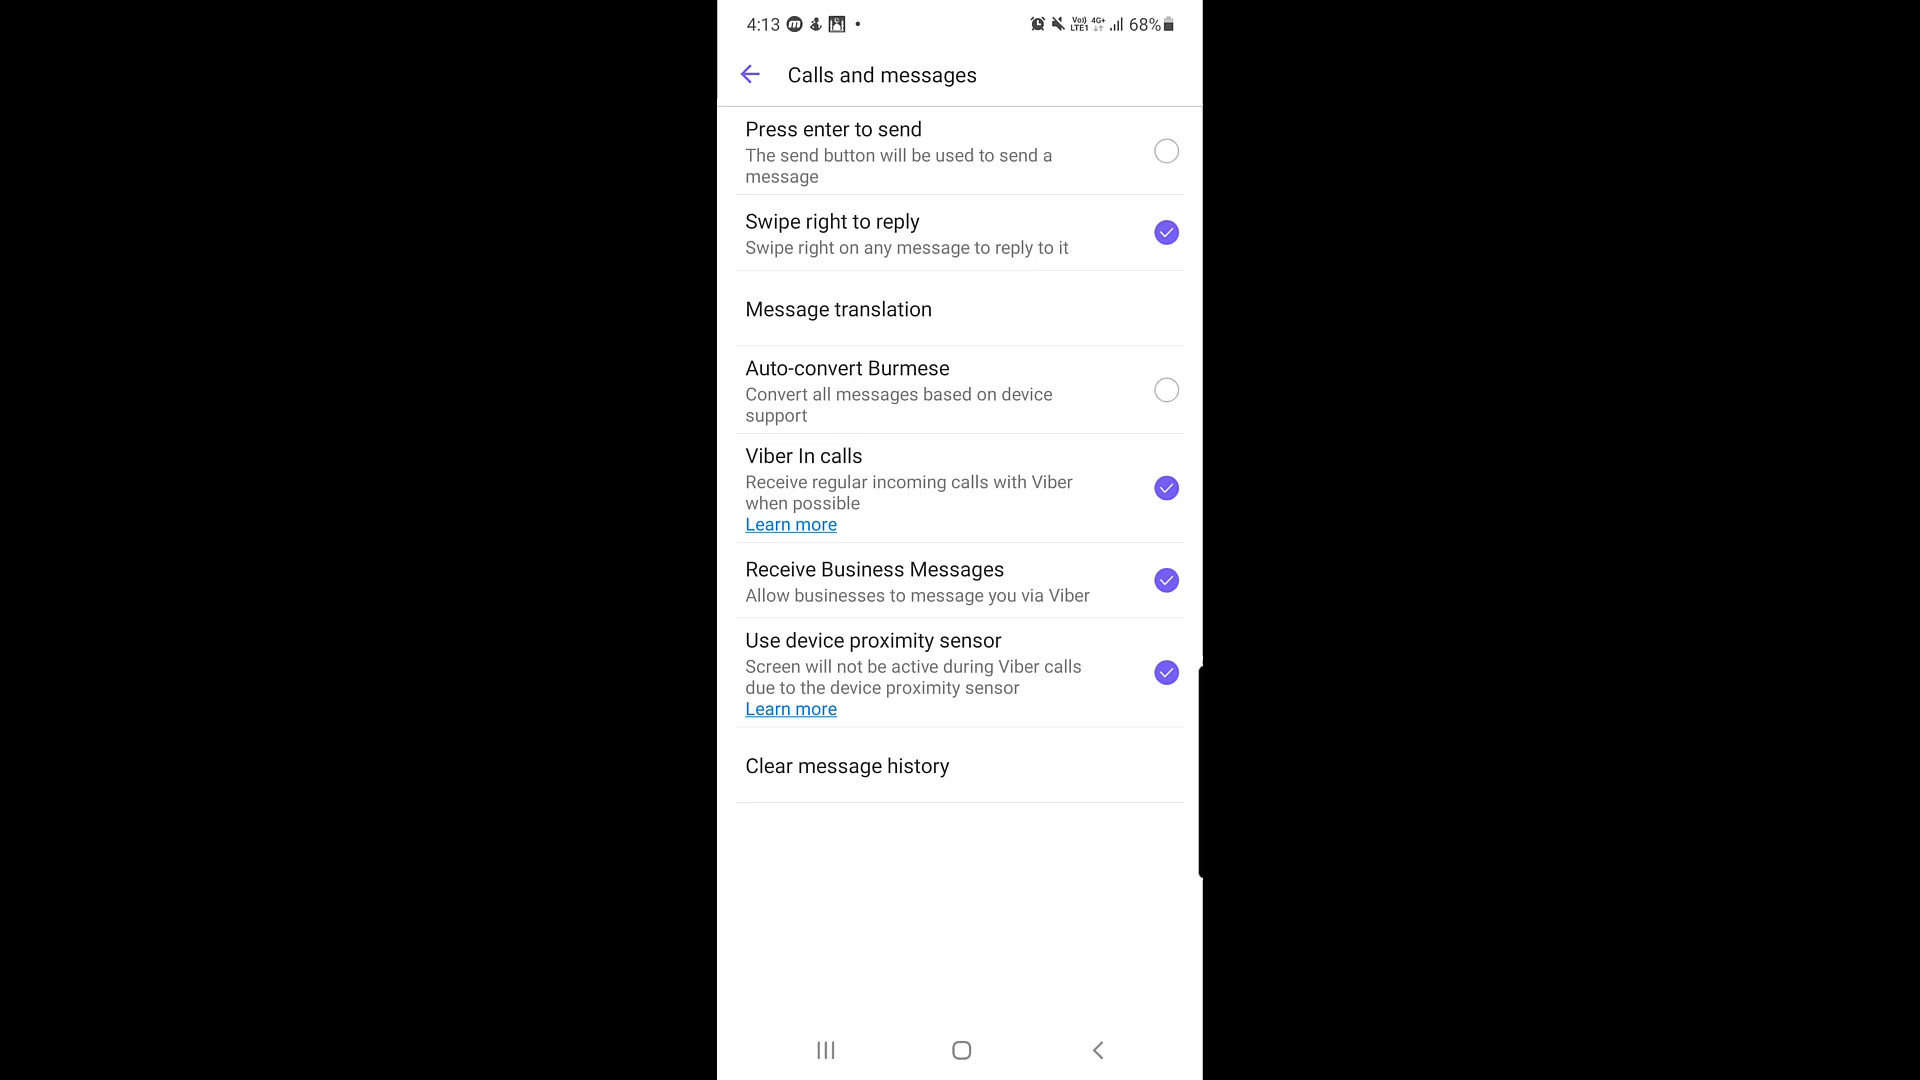 4:13
Vo)) 4G+
LTE1
68%
Calls and messages
Press enter to send
The send button will be used to send a
message
Swipe right to reply
Swipe right on any message to reply to it
Message translation
Auto-convert Burmese
Convert all messages based on device
support
Viber In calls
Receive regular incoming calls with Viber
when possible
Learn more
Receive Business Messages
Allow businesses to message you via Viber
Use device proximity sensor
Screen will not be active during Viber calls
due to the device proximity sensor
Learn more
Clear message history